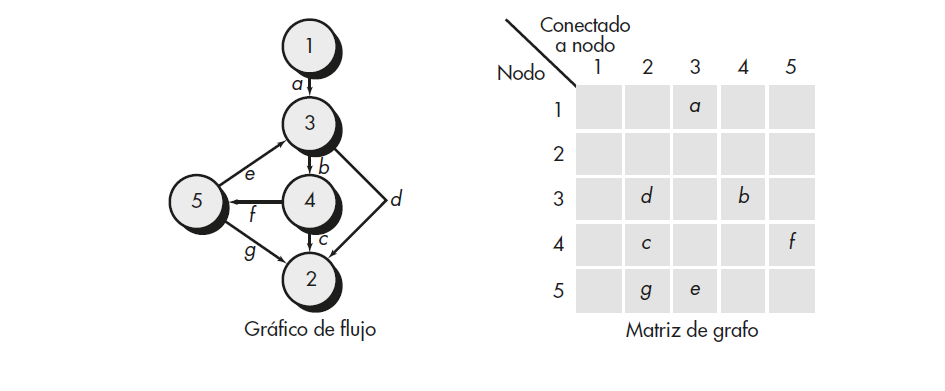 1
a
3
b
e
d
5
4
f
c
g
2
Gráfico de flujo
Conectado
a nodo
Nodo
1 2 3 4 5
1 a
2
3 d b
4 c f
5 g e
Matriz de grafo